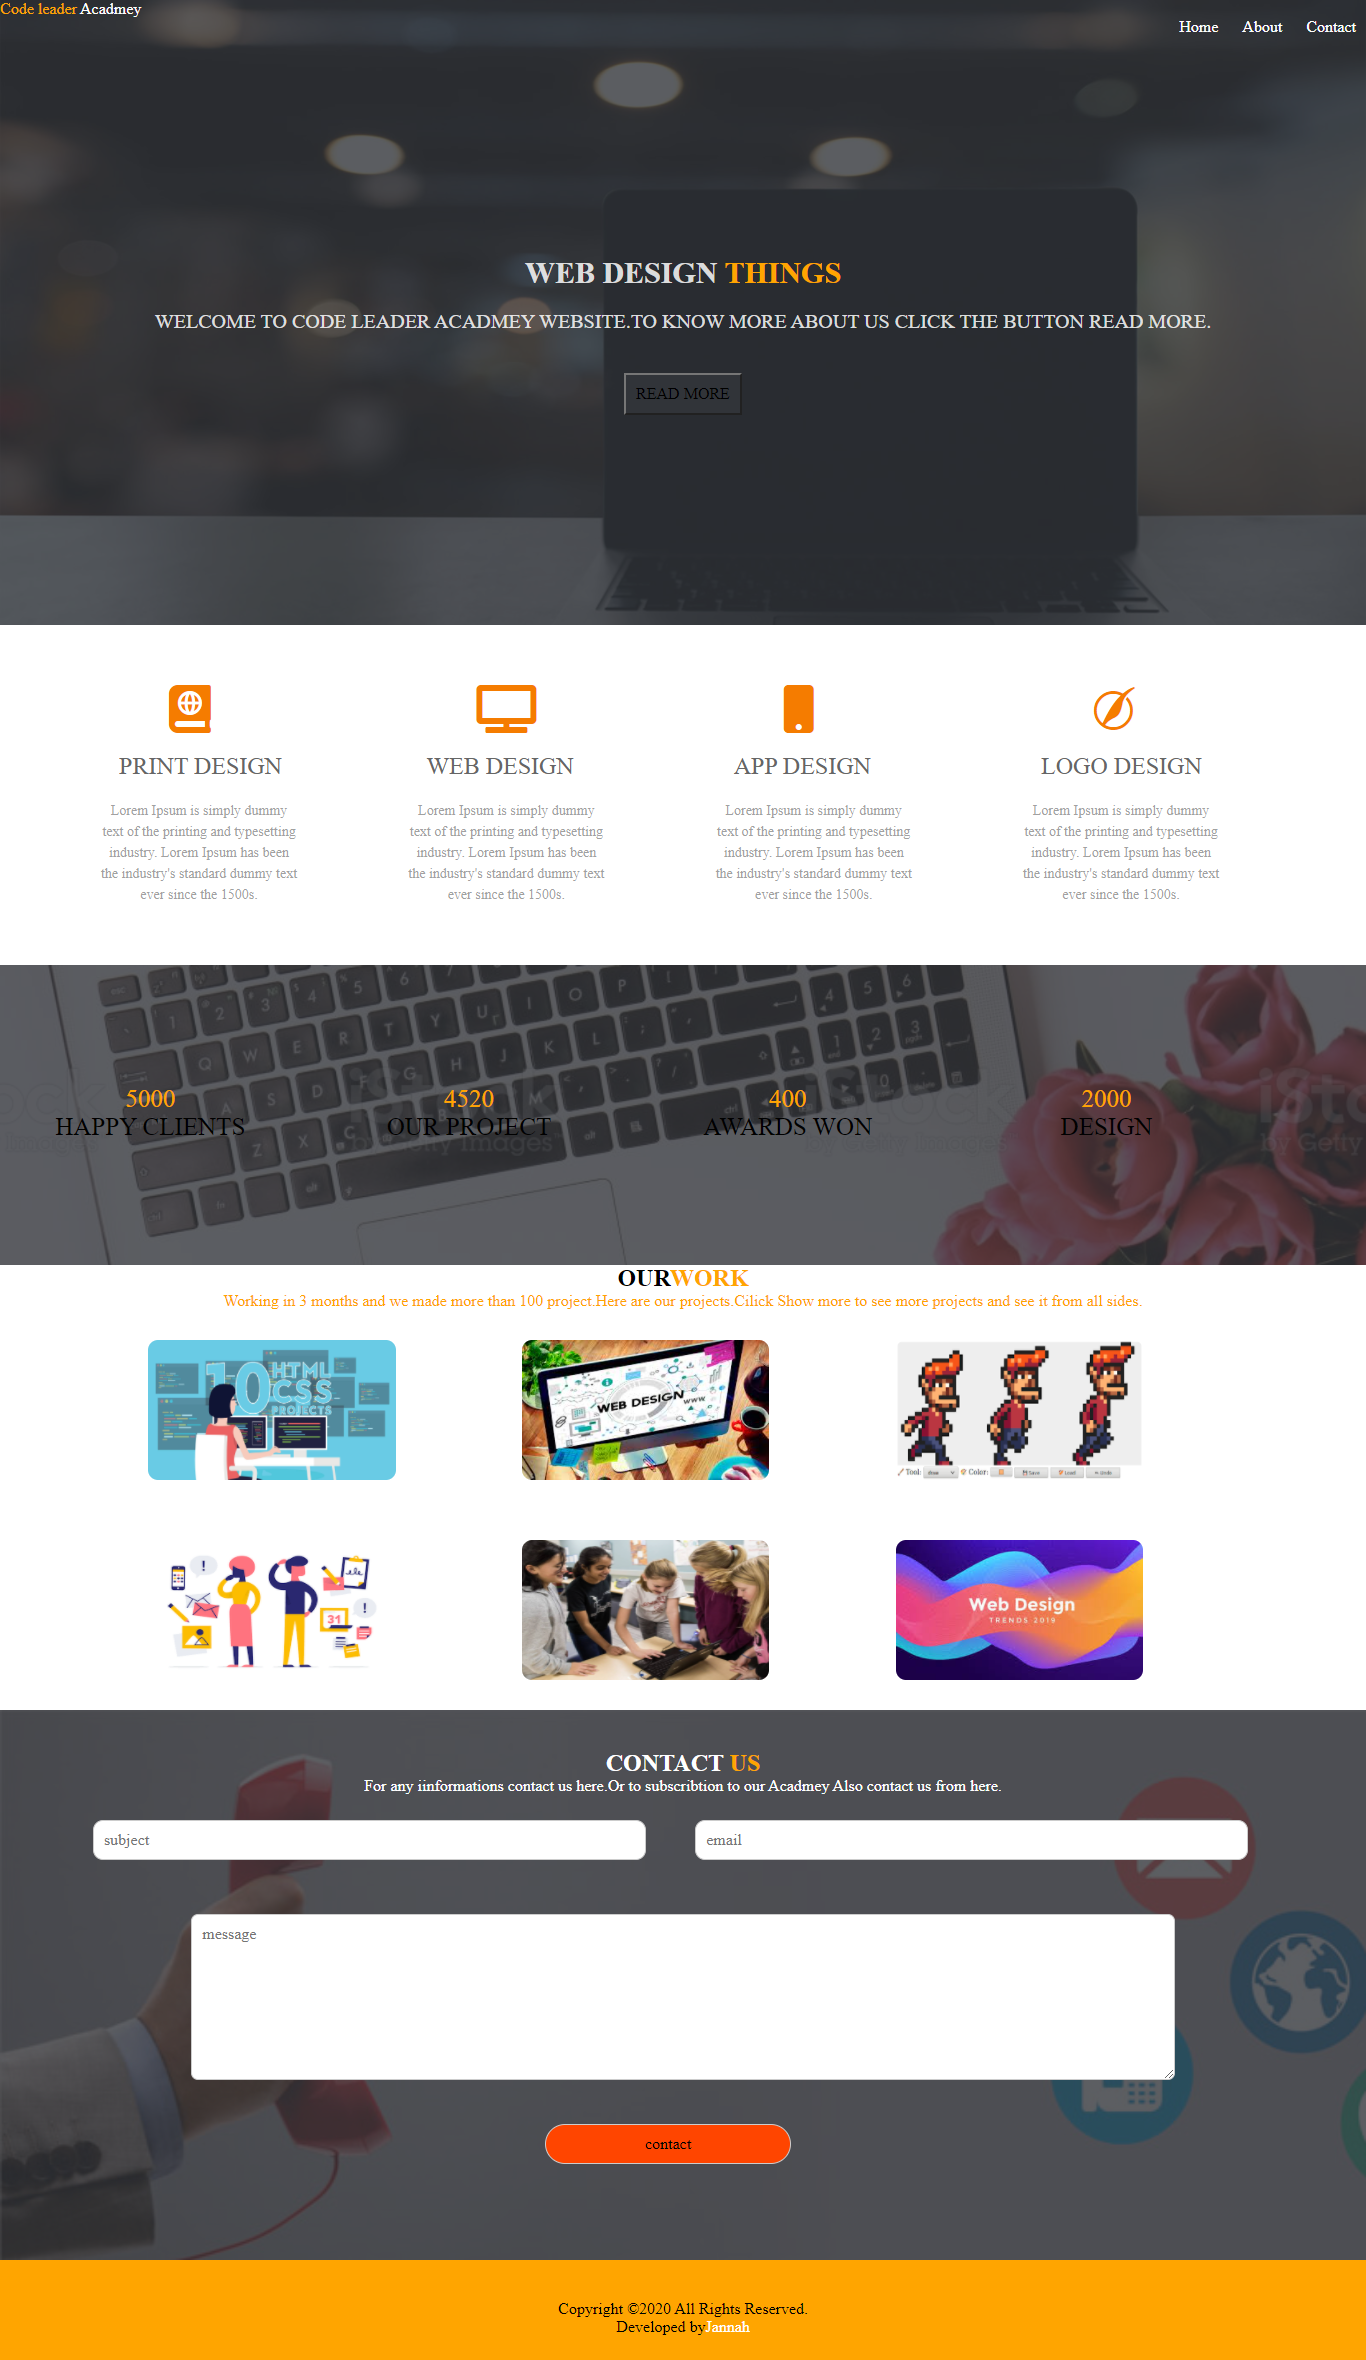 Code leader Acadmey
Home About Contact
WEB DESIGN THINGS
WELCOME TO CODE LEADER ACADMEY WEBSITE.TO KNOW MORE ABOUT US CLICK THE BUTTON READ MORE.
READ MORE
PRINT DESIGN
Lorem Ipsum is simply dummy
text of the printing and typesetting
industry. Lorem Ipsum has been
the industry's standard dummy text
ever since the 1500s.
WEB DESIGN
Lorem Ipsum is simply dummy
text of the printing and typesetting
industry. Lorem Ipsum has been
the industry's standard dummy text
ever since the 1500s.
APP DESIGN
Lorem Ipsum is simply dummy
text of the printing and typesetting
industry. Lorem Ipsum has been
the industry's standard dummy text
ever since the 1500s.
LOGO DESIGN
Lorem Ipsum is simply dummy
text of the printing and typesetting
industry. Lorem Ipsum has been
the industry's standard dummy text
ever since the 1500s.
5000
HAPPY CLIENTS
4520
OUR PROJECT
400
AWARDS WON
2000
DESIGN
OURWORK
Working in 3 months and we made more than 100 project.Here are our projects.Cilick Show more to see more projects and see it from all sides.
10 HTML
CSS
PROJECTS
WEB DESIGN
WWW
Tool: draw Color: Save Load Undo
31
Web Design
TRENDS 2019
CONTACT US
For any iinformations contact us here.Or to subscribtion to our Acadmey Also contact us from here.
subject
email
message
contact
Copyright ©2020 All Rights Reserved.
Developed byJannah